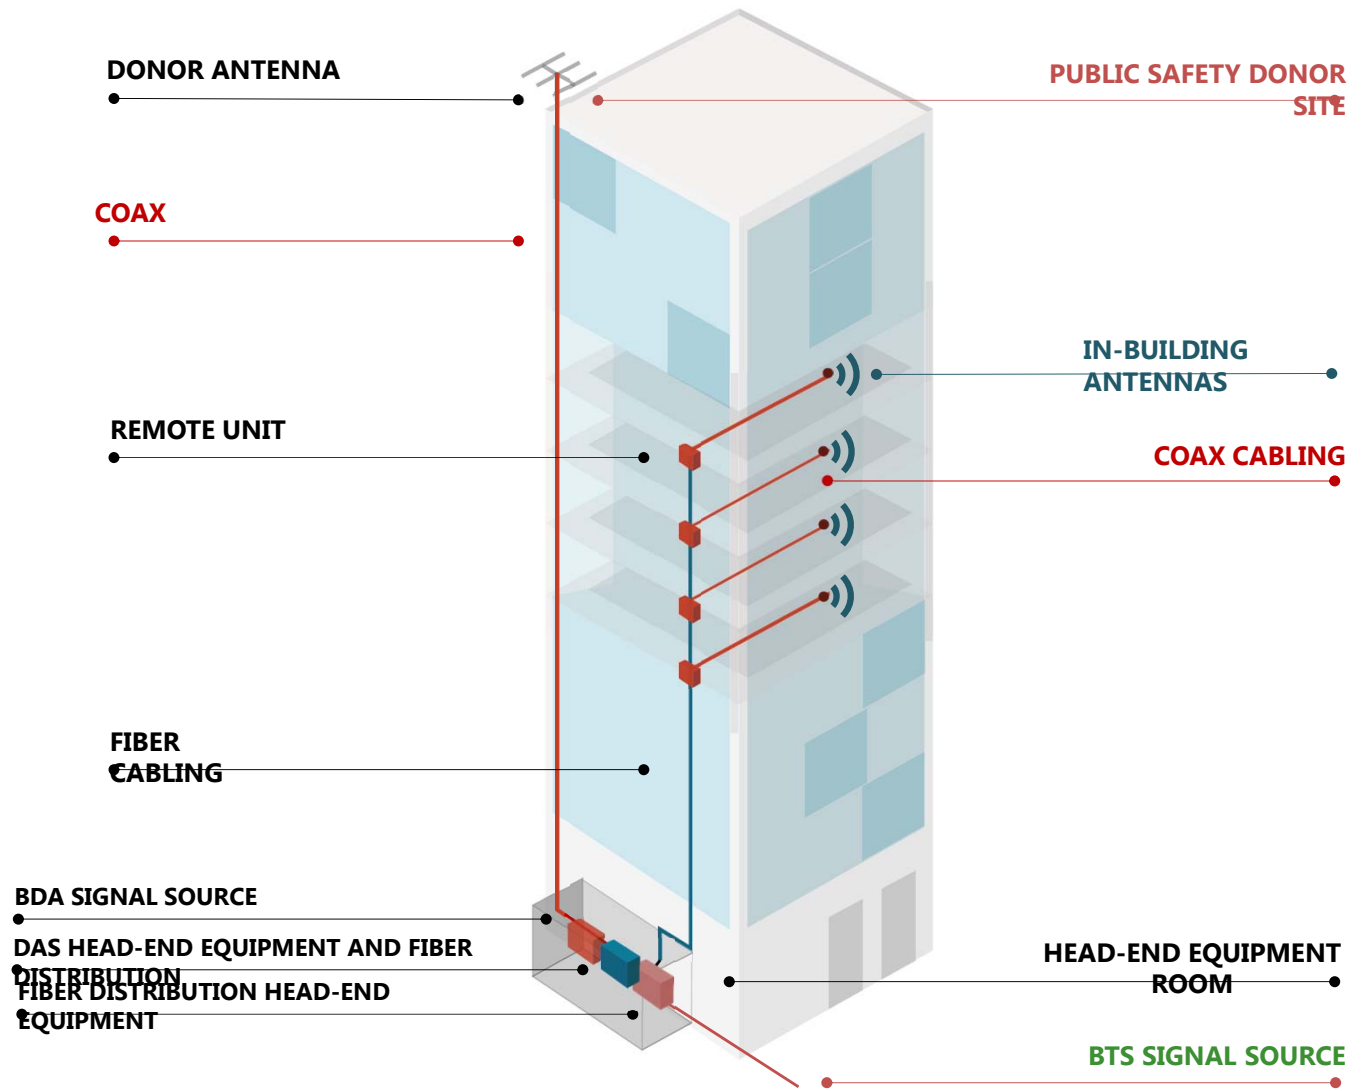 DONOR ANTENNA
PUBLIC SAFETY DONOR
SITE
COAX
IN-BUILDING
ANTENNAS
REMOTE UNIT
COAX CABLING
FIBER
CABLING
BDA SIGNAL SOURCE
DAS HEAD-END EQUIPMENT AND FIBER
DISTRIBUTION
FIBER DISTRIBUTION HEAD-END
EQUIPMENT
HEAD-END EQUIPMENT
ROOM
BTS SIGNAL SOURCE